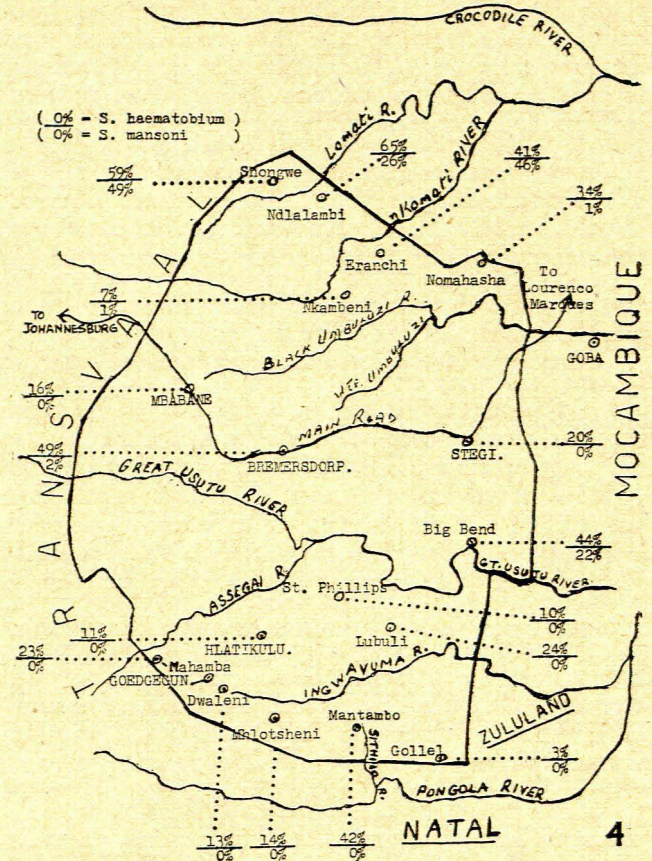 CROCODILE RIVER
( 0% = S. haematobium )
( 0% = S. mansoni )
Lomati R.
nKomati RIVER
59%
49%
Shongwe
65%
26%
Ndlalambi
41%
46%
Eranchi
34%
1%
Nomahasha
To
Lourenco
Marques
7%
1%
Nkambeni
TO
JOHANNESBURG
BLACK UMBULUZI R.
WTE. UMBULUZI
GOBA
MOCAMBIQUE
TRANSVAAL
16%
0%
MBABANE
MAIN ROAD
49%
2%
BREMERSDORP.
STEGI.
20%
0%
GREAT USUTU RIVER
Big Bend
44%
22%
GT. USUTU RIVER.
ASSEGAI R.
St. Phillips
10%
0%
11%
0%
HLATIKULU.
Lubuli
24%
0%
23%
0%
Mahamba
GOEDGEGUN.
Dwaleni
INGWAVUMA R.
Mhlotsheni
Mantambo
ZULULAND
Gollel
3%
0%
PONGOLA RIVER
13%
0%
14%
0%
42%
0%
NATAL
4